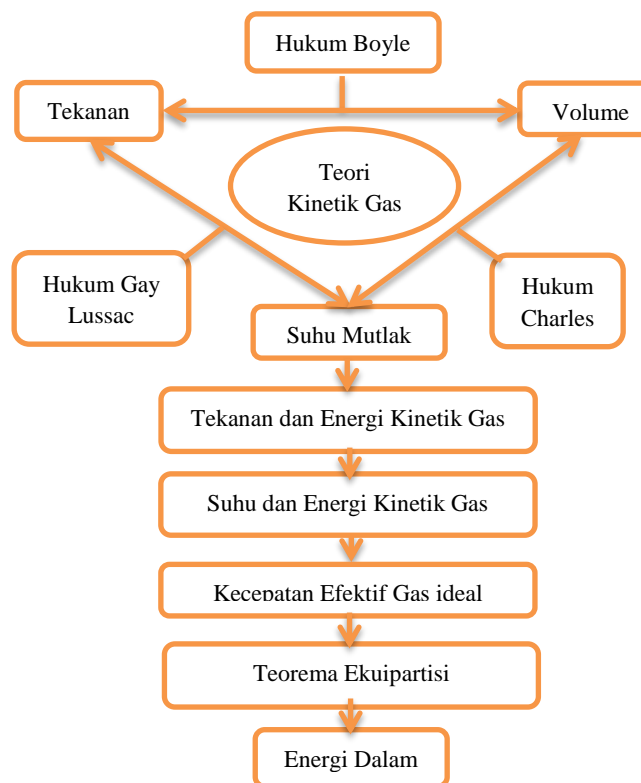 Hukum Boyle
Tekanan
Volume
Teori
Kinetik Gas
Hukum Gay
Lussac
Hukum
Charles
Suhu Mutlak
Tekanan dan Energi Kinetik Gas
Suhu dan Energi Kinetik Gas
Kecepatan Efektif Gas ideal
Teorema Ekuipartisi
Energi Dalam